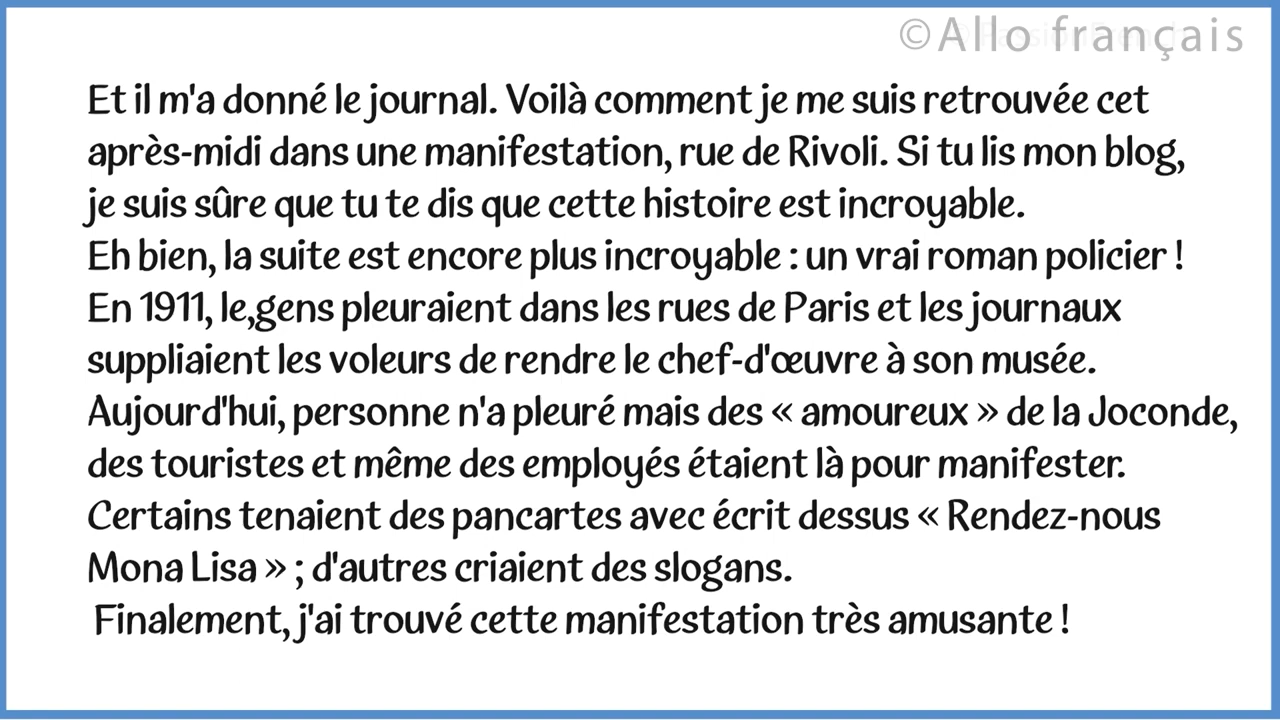 ©Allo français
Et il m'a donné le journal. Voilà comment je me suis retrouvée cet
après-midi dans une manifestation, rue de Rivoli. Si tu lis mon blog,
je suis sûre que tu te dis que cette histoire est incroyable.
Eh bien, la suite est encore plus incroyable : un vrai roman policier !
En 1911, le,gens pleuraient dans les rues de Paris et les journaux
suppliaient les voleurs de rendre le chef-d'œuvre à son musée.
Aujourd'hui, personne n'a pleuré mais des « amoureux » de la Joconde,
des touristes et même des employés étaient là pour manifester.
Certains tenaient des pancartes avec écrit dessus « Rendez-nous
Mona Lisa » ; d'autres criaient des slogans.
Finalement, j'ai trouvé cette manifestation très amusante !